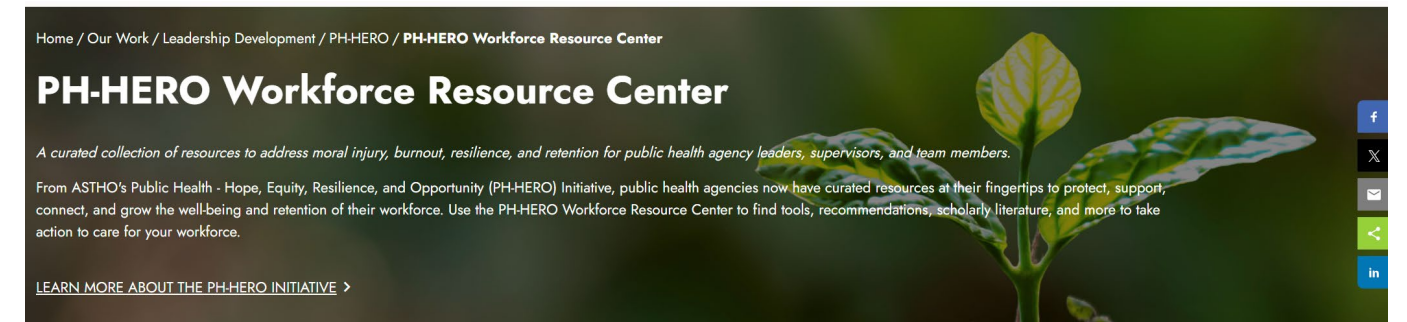 Home / Our Work / Leadership Development / PH-HERO / PH-HERO Workforce Resource Center
PH-HERO Workforce Resource Center
A curated collection of resources to address moral injury, burnout, resilience, and retention for public health agency leaders, supervisors, and team members.
From ASTHO's Public Health - Hope, Equity, Resilience, and Opportunity (PH-HERO) Initiative, public health agencies now have curated resources at their fingertips to protect, support,
connect, and grow the well-being and retention of their workforce. Use the PH-HERO Workforce Resource Center to find tools, recommendations, scholarly literature, and more to take
action to care for your workforce.
LEARN MORE ABOUT THE PH-HERO INITIATIVE >
f
X
in